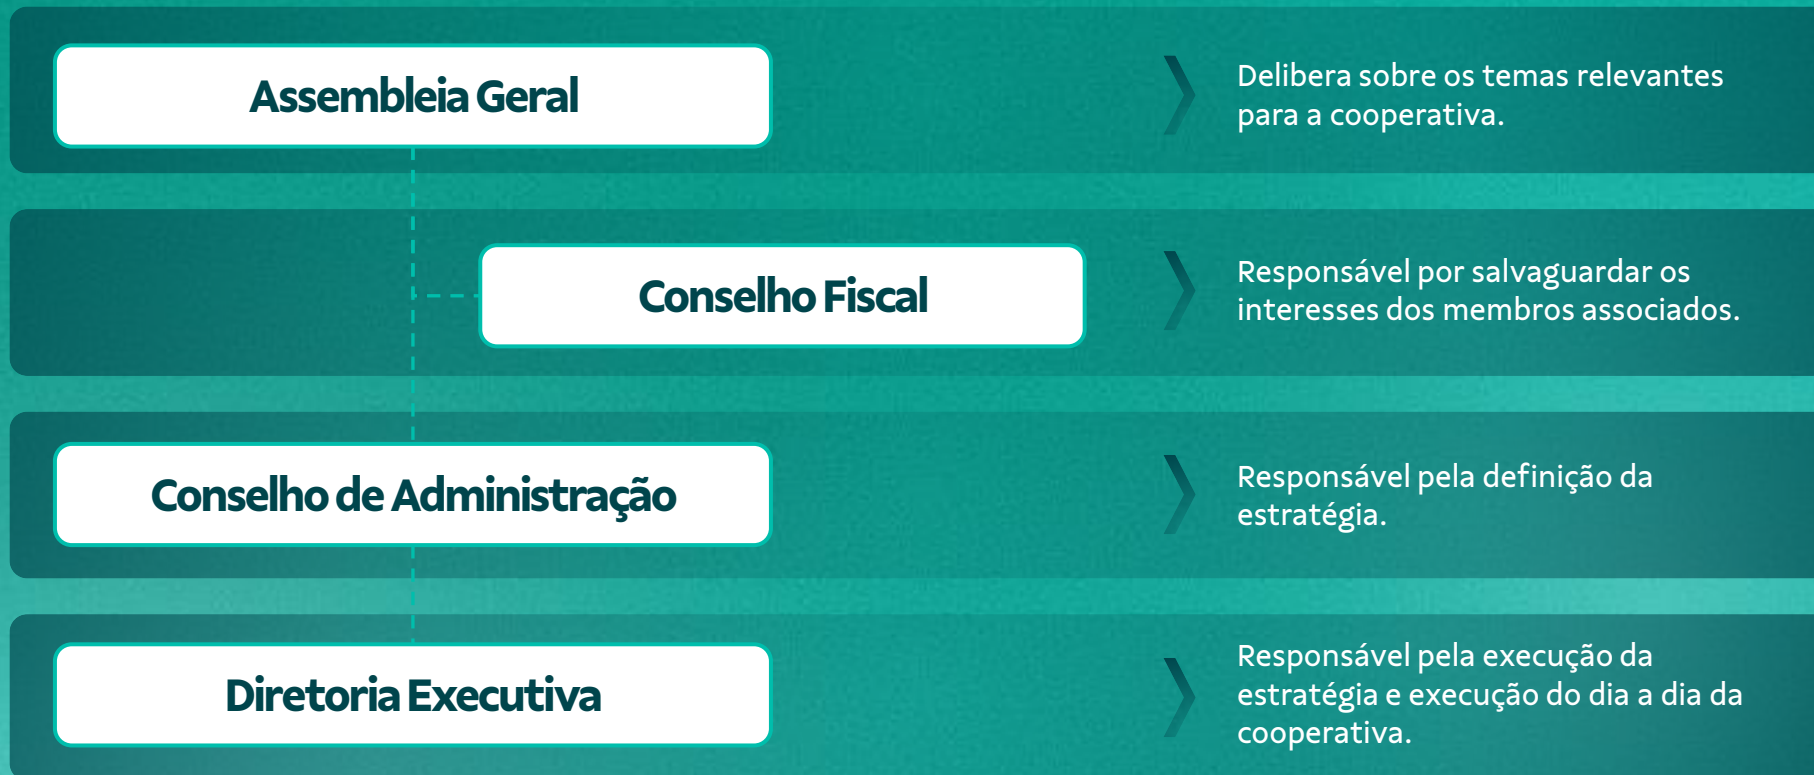 Assembleia Geral
Delibera sobre os temas relevantes
para a cooperativa.
Conselho Fiscal
Responsável por salvaguardar os
interesses dos membros associados.
Conselho de Administração
Responsável pela definição da
estratégia.
Diretoria Executiva
Responsável pela execução da
estratégia e execução do dia a dia da
cooperativa.